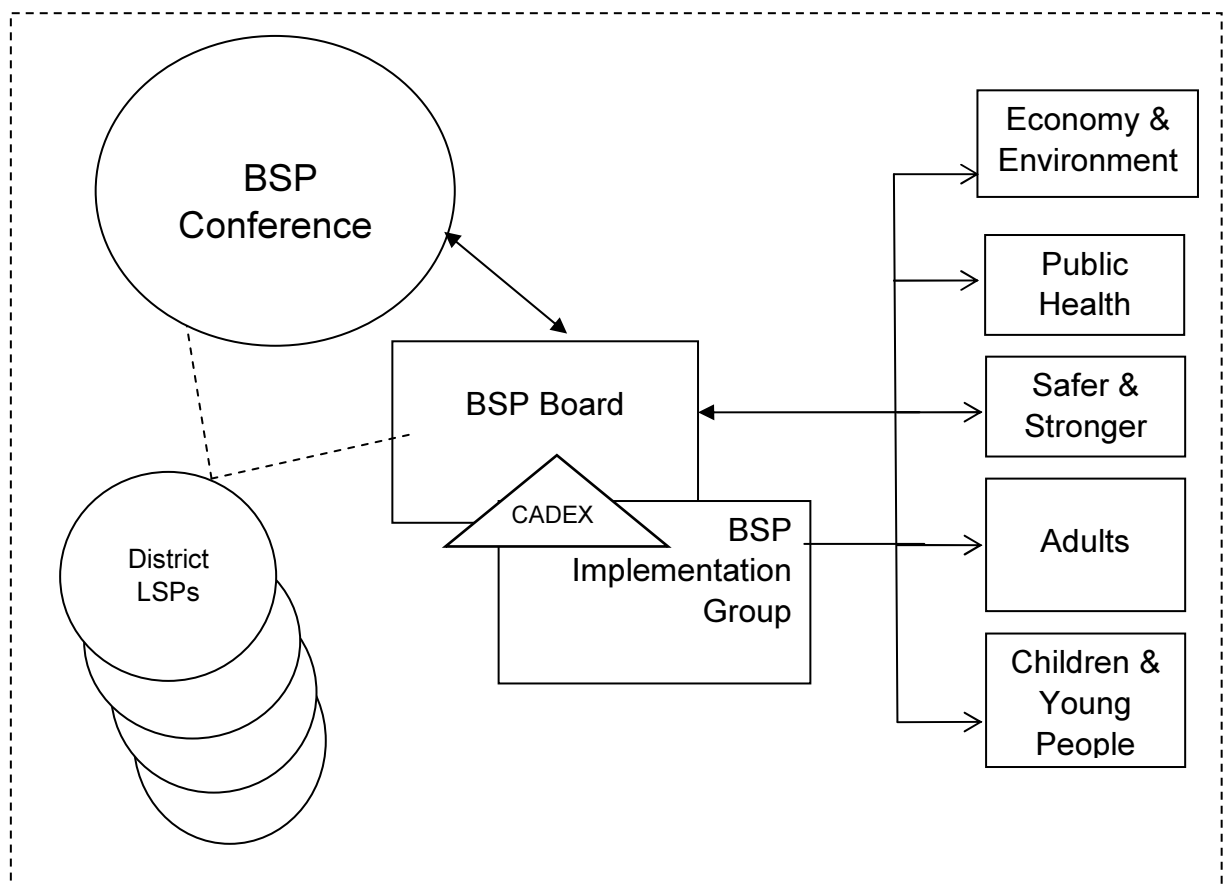 BSP
Conference
BSP Board
CADEX
BSP
Implementation
Group
District
LSPs
Economy &
Environment
Public
Health
Safer &
Stronger
Adults
Children &
Young
People